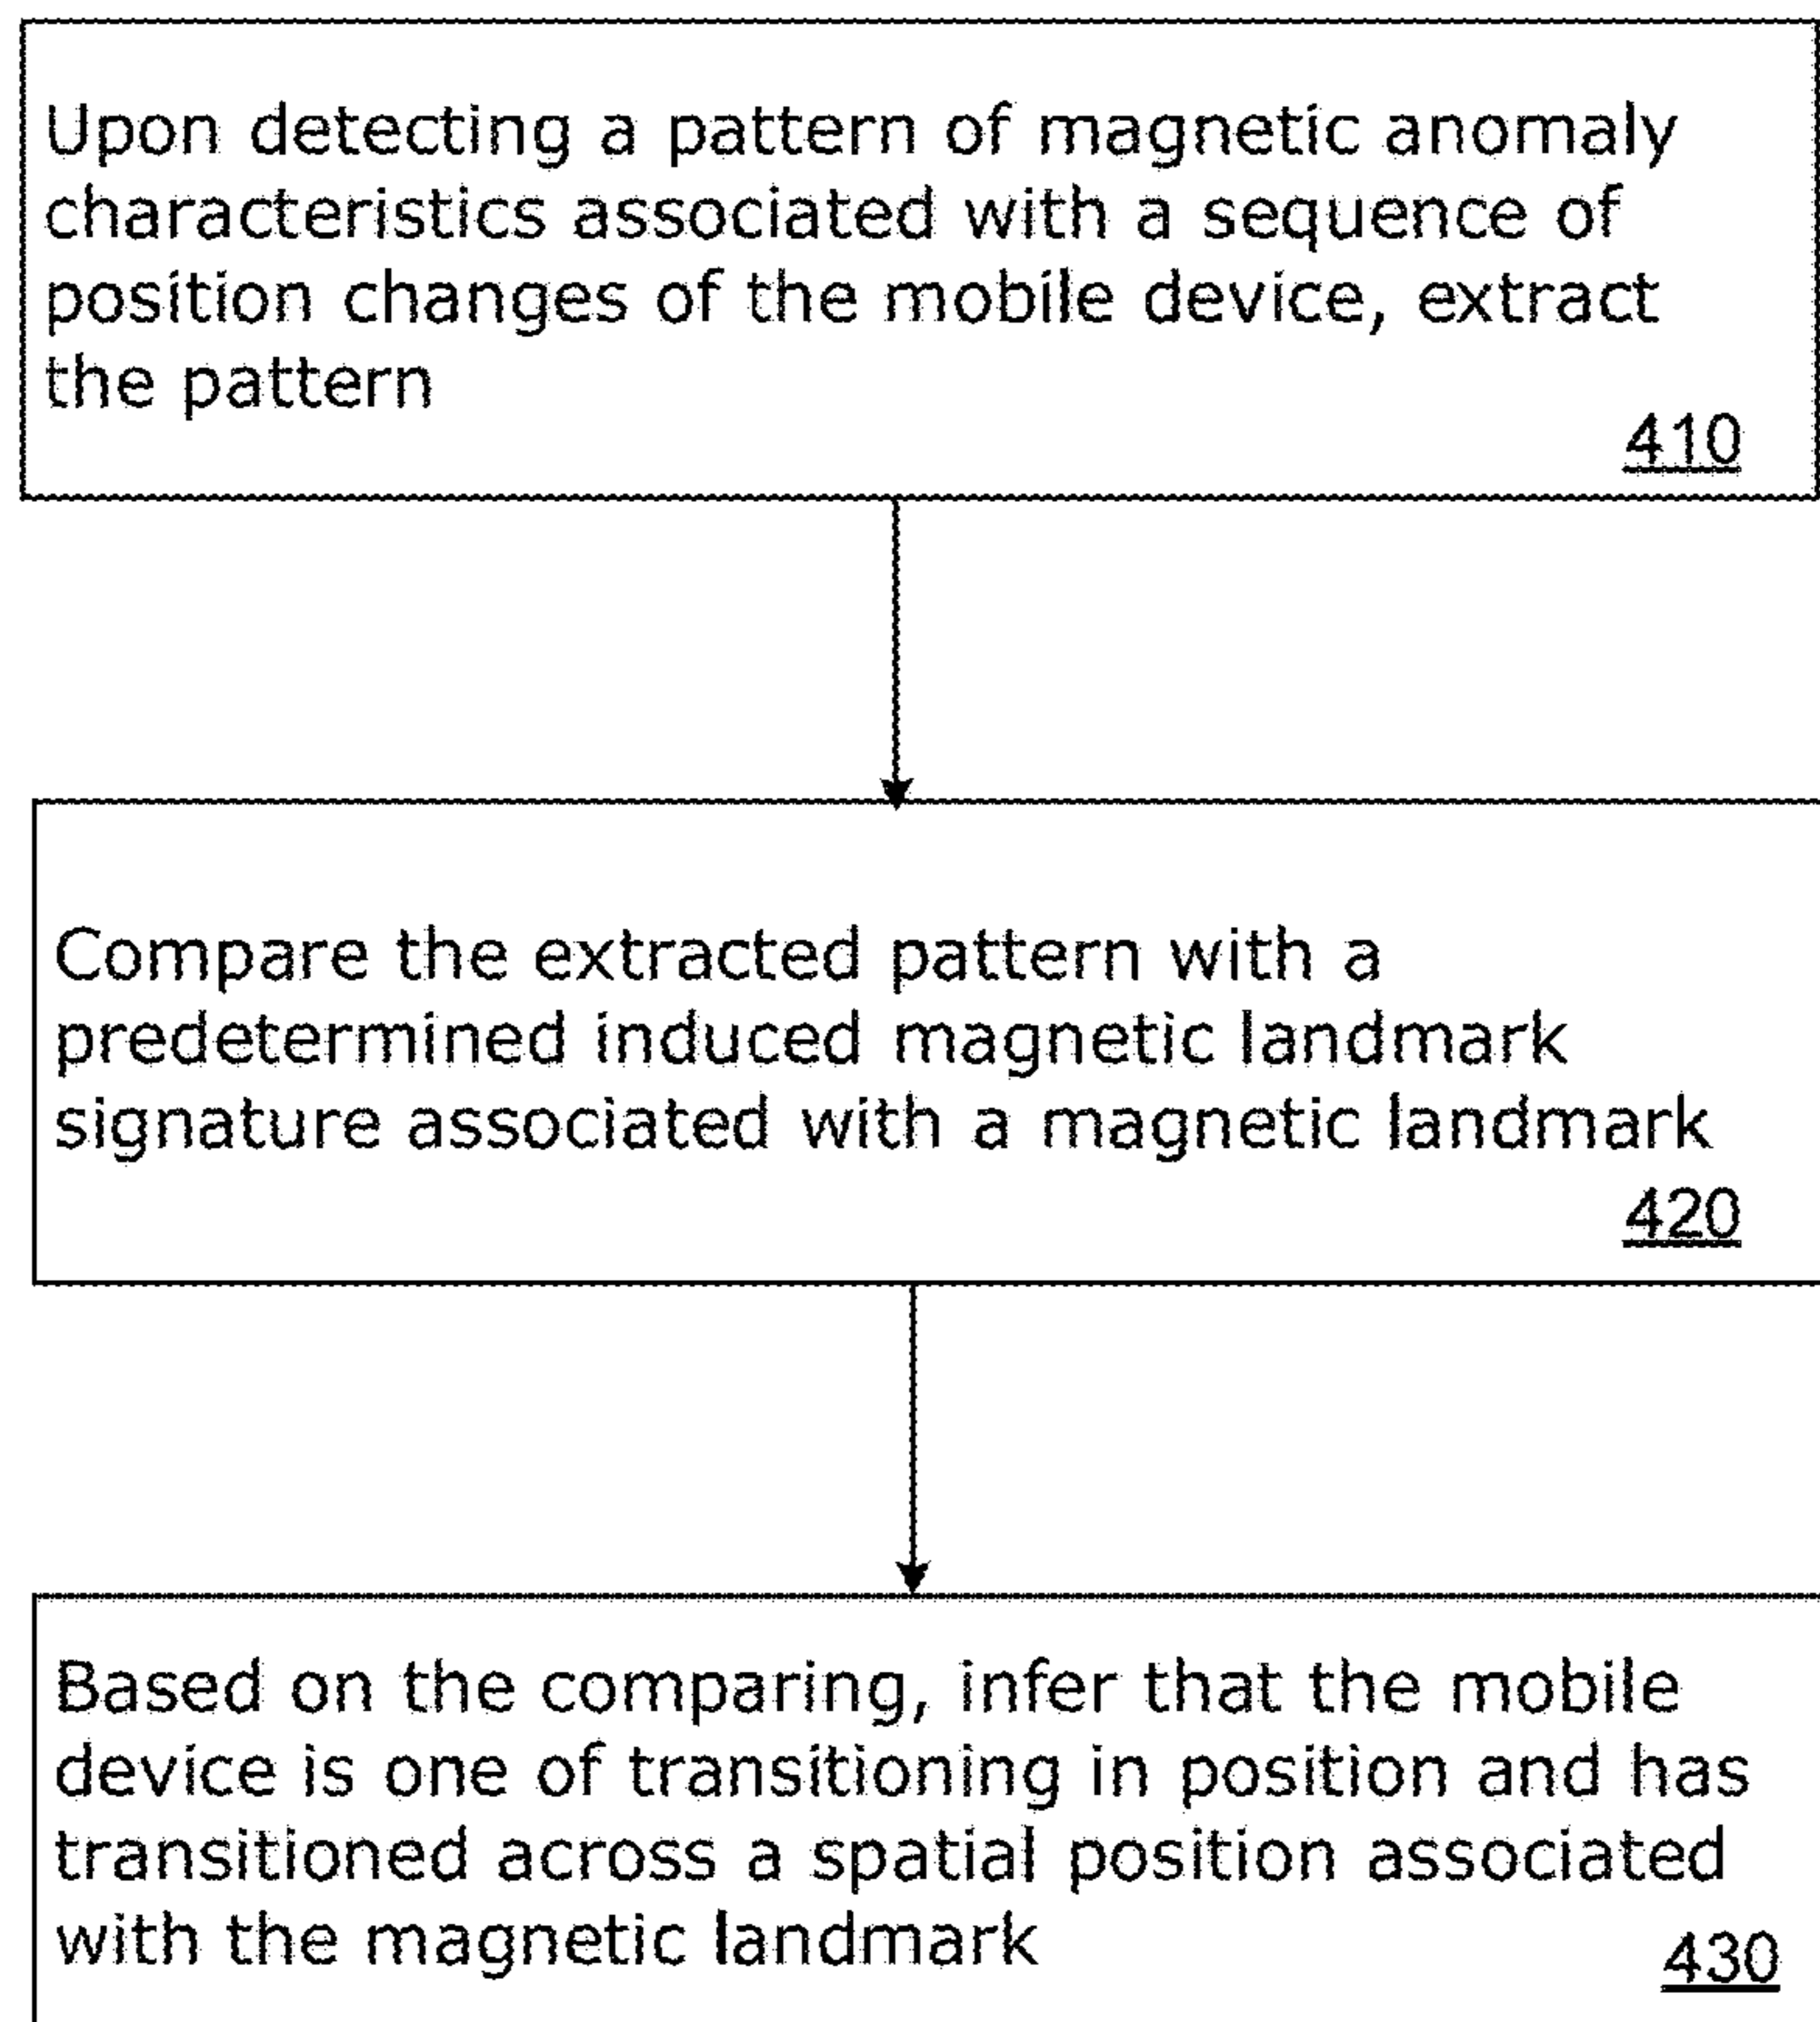 Upon detecting a pattern of magnetic anomaly
characteristics associated with a sequence of
position changes of the mobile device, extract
the pattern
410
Compare the extracted pattern with a
predetermined induced magnetic landmark
signature associated with a magnetic landmark
420
Based on the comparing, infer that the mobile
device is one of transitioning in position and has
transitioned across a spatial position associated
with the magnetic landmark
430